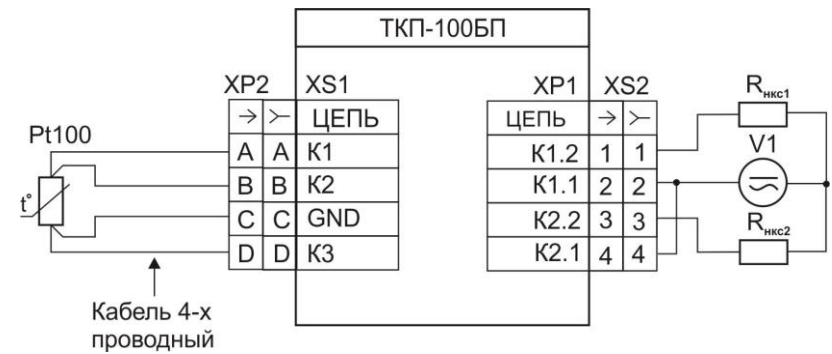 ТКП-100БП
XP2 XS1
XP1 XS2
Rнкс1
ЦЕПЬ
ЦЕПЬ
Pt100
V1
A A К1
К1.2 1 1
B B К2
К1.1 2 2
t°
C C GND
К2.2 3 3
Rнкс2
D D К3
К2.1 4 4
Кабель 4-х
проводный